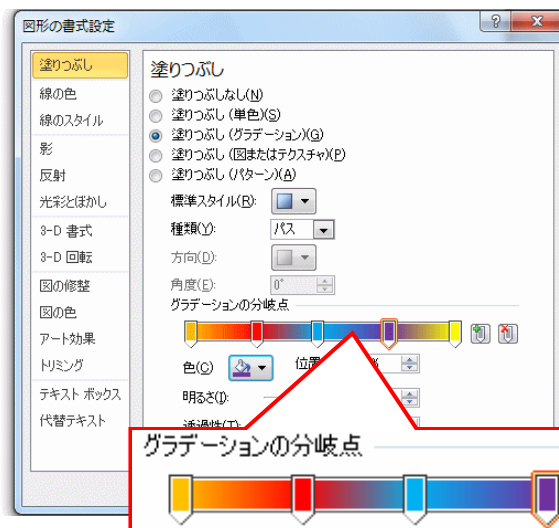 図形の書式設定
塗りつぶし
線の色
線のスタイル
影
反射
光彩とぼかし
3-D 書式
3-D 回転
図の修整
図の色
アート効果
トリミング
テキスト ボックス
代替テキスト
塗りつぶし
塗りつぶしなし(N)
塗りつぶし (単色)(S)
塗りつぶし (グラデーション)(G)
塗りつぶし (図またはテクスチャ)(P)
塗りつぶし (パターン)(A)
標準スタイル(R):
種類(Y): パス
方向(D):
角度(E): 0°
グラデーションの分岐点
色(C) 位置
明るさ(I):
透過性(T):
グラデーションの分岐点